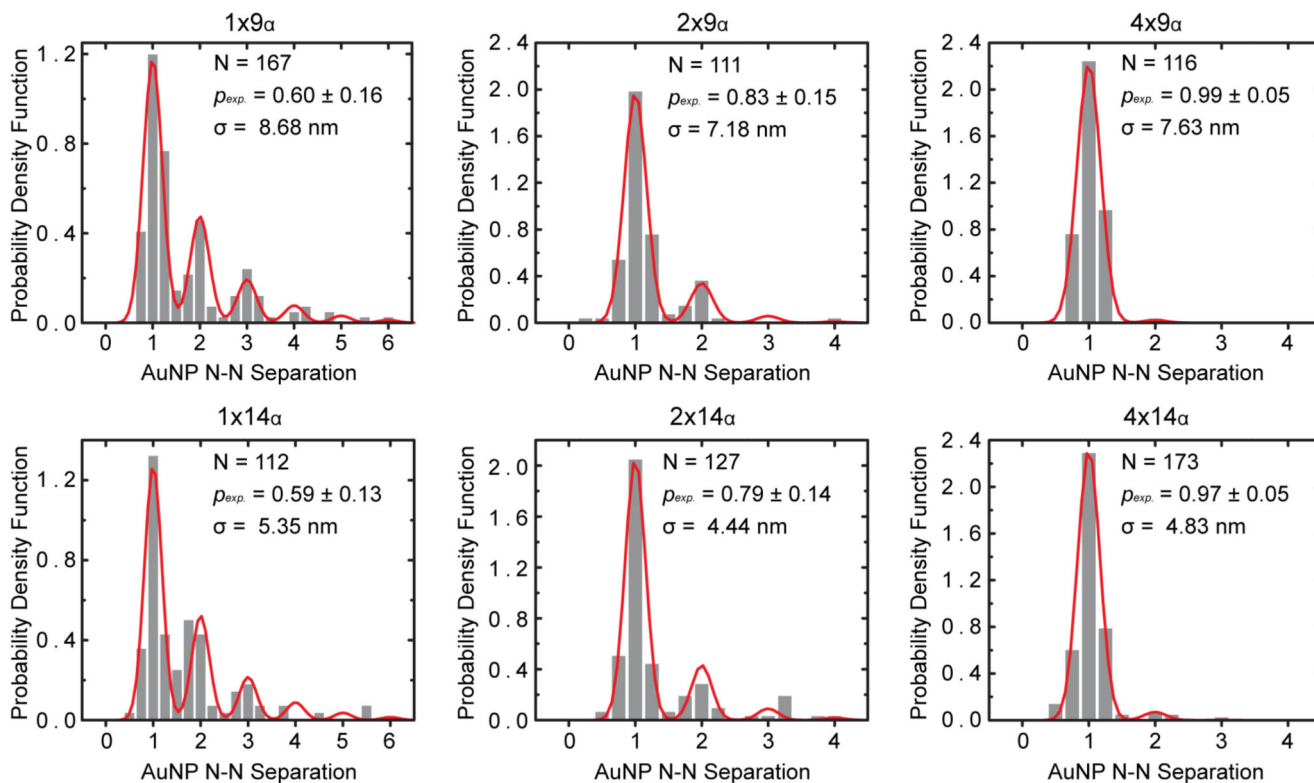 1x9α
N = 167
pexp. = 0.60 ± 0.16
σ = 8.68 nm
Probability Density Function
1.2
0.8
0.4
0.0
0 1 2 3 4 5 6
AuNP N-N Separation
2x9α
N = 111
pexp. = 0.83 ± 0.15
σ = 7.18 nm
Probability Density Function
2.4
2.0
1.6
1.2
0.8
0.4
0.0
0 1 2 3 4
AuNP N-N Separation
4x9α
N = 116
pexp. = 0.99 ± 0.05
σ = 7.63 nm
Probability Density Function
2.4
2.0
1.6
1.2
0.8
0.4
0.0
0 1 2 3 4
AuNP N-N Separation
1x14α
N = 112
pexp. = 0.59 ± 0.13
σ = 5.35 nm
Probability Density Function
1.2
0.8
0.4
0.0
0 1 2 3 4 5 6
AuNP N-N Separation
2x14α
N = 127
pexp. = 0.79 ± 0.14
σ = 4.44 nm
Probability Density Function
2.0
1.6
1.2
0.8
0.4
0.0
0 1 2 3 4
AuNP N-N Separation
4x14α
N = 173
pexp. = 0.97 ± 0.05
σ = 4.83 nm
Probability Density Function
2.4
2.0
1.6
1.2
0.8
0.4
0.0
0 1 2 3 4
AuNP N-N Separation